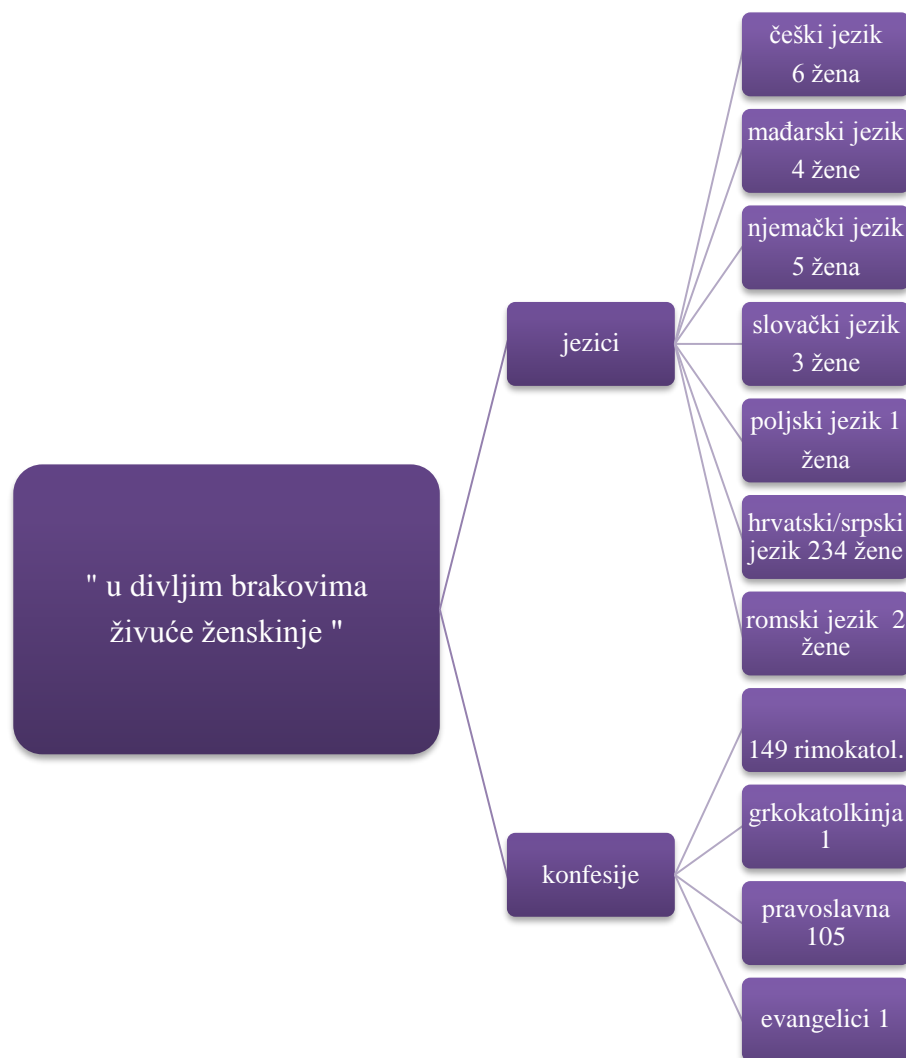 češki jezik
6 žena
mađarski jezik
4 žene
njemački jezik
5 žena
slovački jezik
3 žene
poljski jezik 1
žena
hrvatski/srpski
jezik 234 žene
romski jezik 2
žene
jezici
" u divljim brakovima
živuće ženskinje "
149 rimokatol.
grkokatolkinja
1
pravoslavna
105
evangelici 1
konfesije